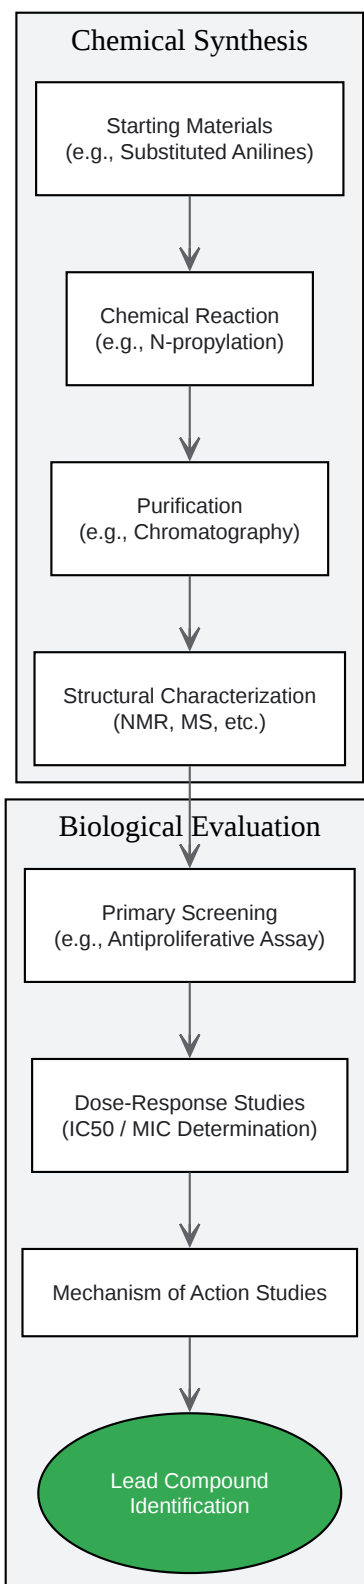 Chemical Synthesis
Starting Materials
(e.g., Substituted Anilines)
Chemical Reaction
(e.g., N-propylation)
Purification
(e.g., Chromatography)
Structural Characterization
(NMR, MS, etc.)
Biological Evaluation
Primary Screening
(e.g., Antiproliferative Assay)
Dose-Response Studies
(IC50 / MIC Determination)
Mechanism of Action Studies
Lead Compound
Identification